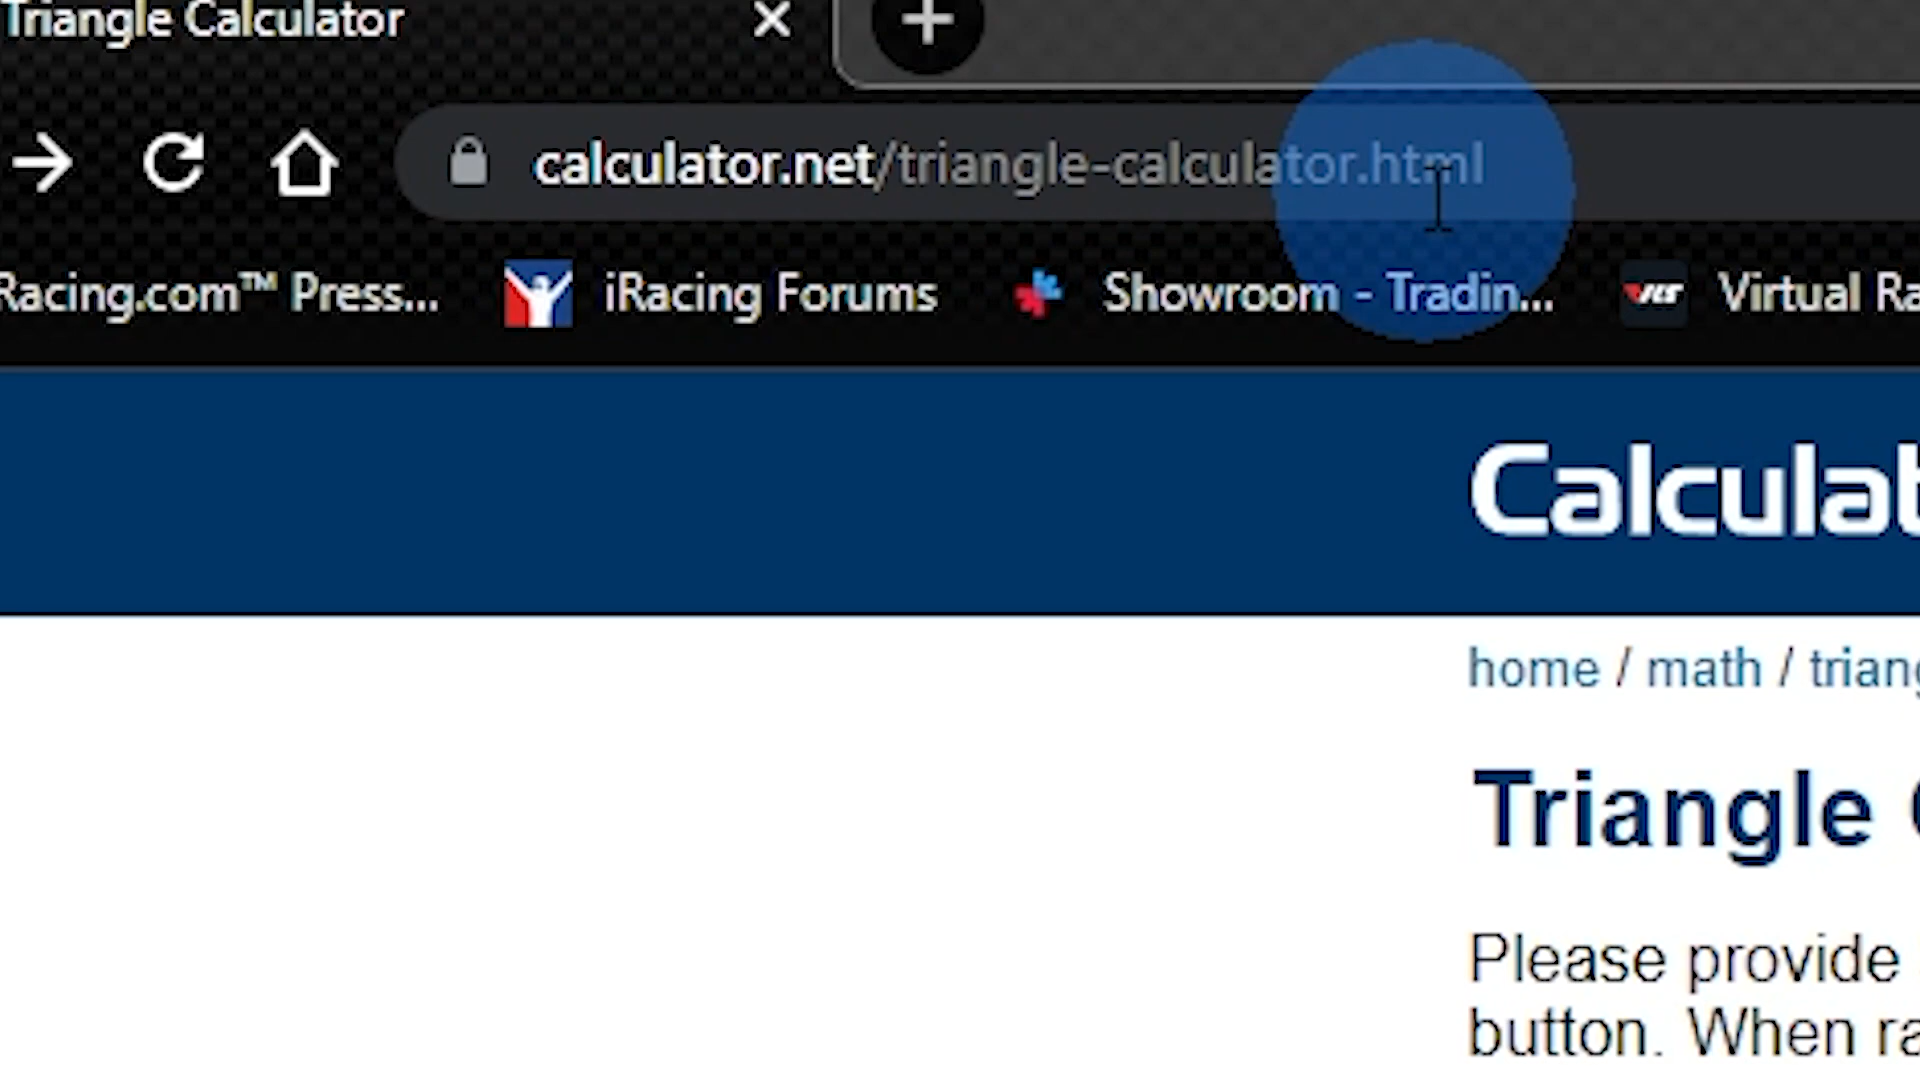 Triangle Calculator
calculator.net/triangle-calculator.html
Racing.com™ Press...
iRacing Forums
Showroom - Tradin...
Virtual Ra
Calculat
home / math / triang
Triangle
Please provide
button. When ra